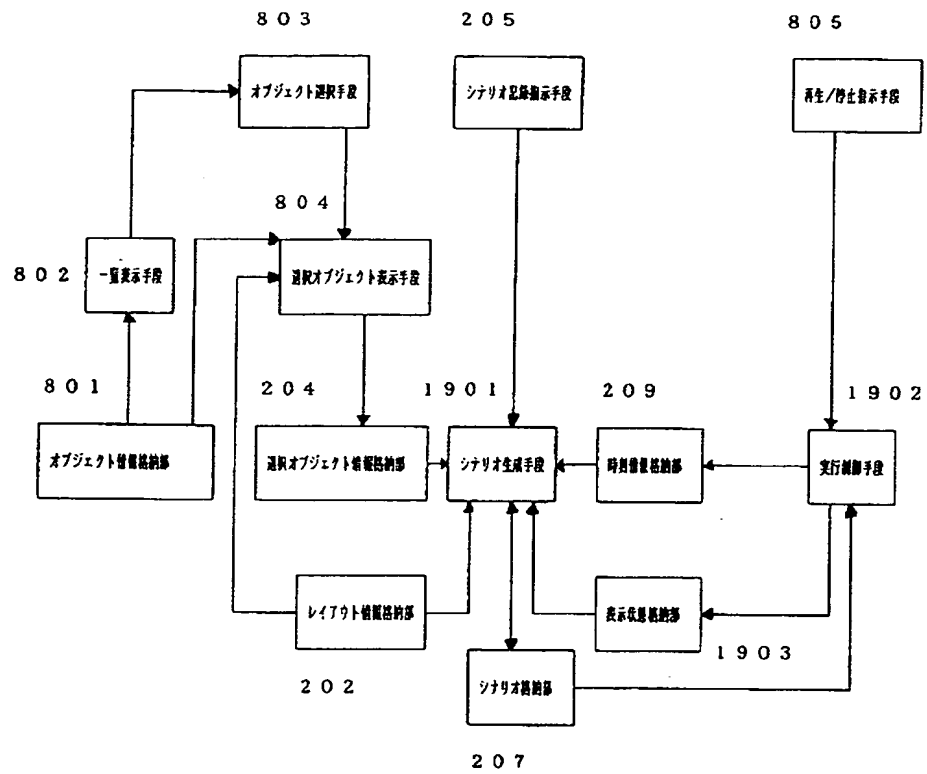 ８０３
２０５
８０５
オブジェクト選択手段
シナリオ記録指示手段
再生／停止指示手段
８０４
８０２
一覧表示手段
選択オブジェクト表示手段
８０１
２０４
１９０１
２０９
１９０２
オブジェクト情報格納部
選択オブジェクト情報格納部
シナリオ生成手段
時刻情報格納部
実行制御手段
レイアウト情報格納部
表示状態格納部
１９０３
２０２
シナリオ格納部
２０７